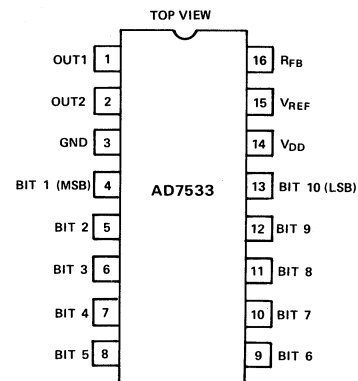 TOP VIEW
OUT1 1 16 RFB
OUT2 2 15 VREF
GND 3 14 VDD
BIT 1 (MSB) 4 AD7533 13 BIT 10 (LSB)
BIT 2 5 12 BIT 9
BIT 3 6 11 BIT 8
BIT 4 7 10 BIT 7
BIT 5 8 9 BIT 6